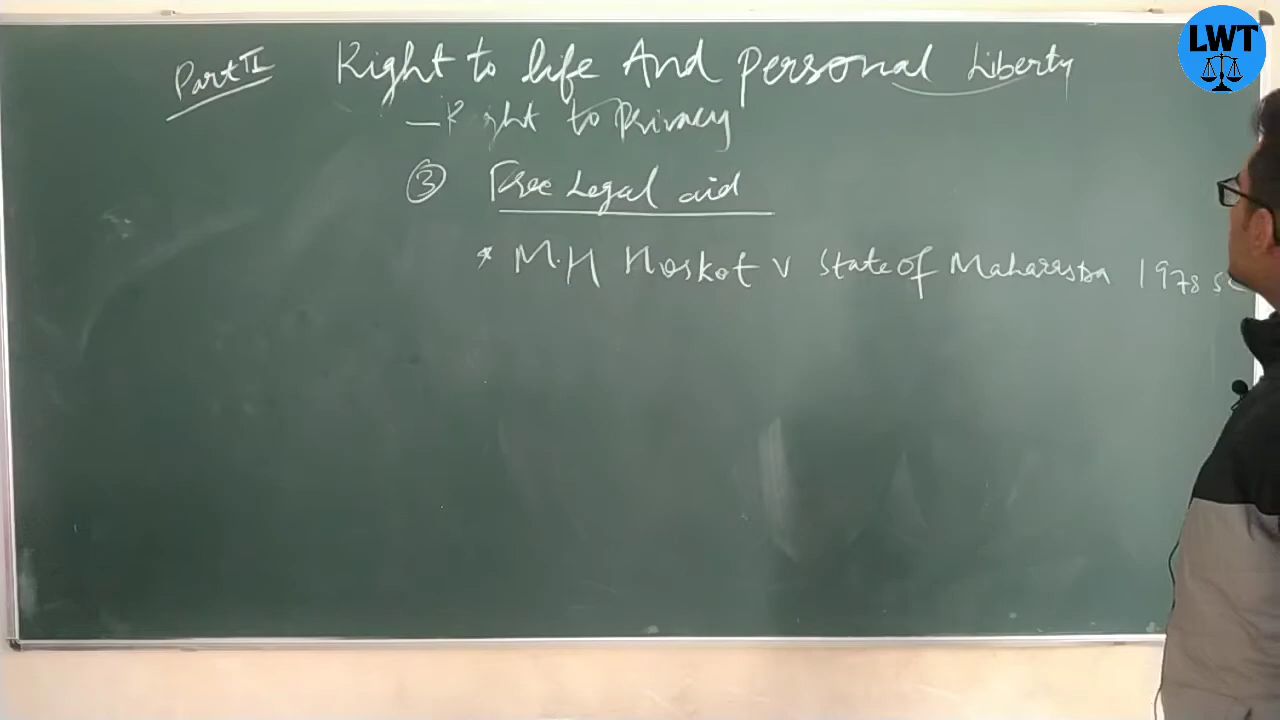 Part II Right to life And Personal Liberty
— Right to Privacy
③ Free Legal aid
* M.H Hoskot v State of Maharastra 1978 SC
LWT